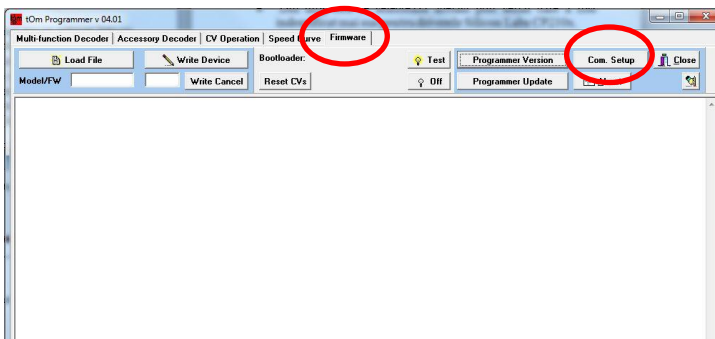 tOm Programmer v 04.01
Multi-function Decoder Accessory Decoder CV Operation Speed Curve Firmware
Load File Write Device Bootloader: Test Programmer Version Com. Setup Close
Model/FW Write Cancel Reset CVs Off Programmer Update